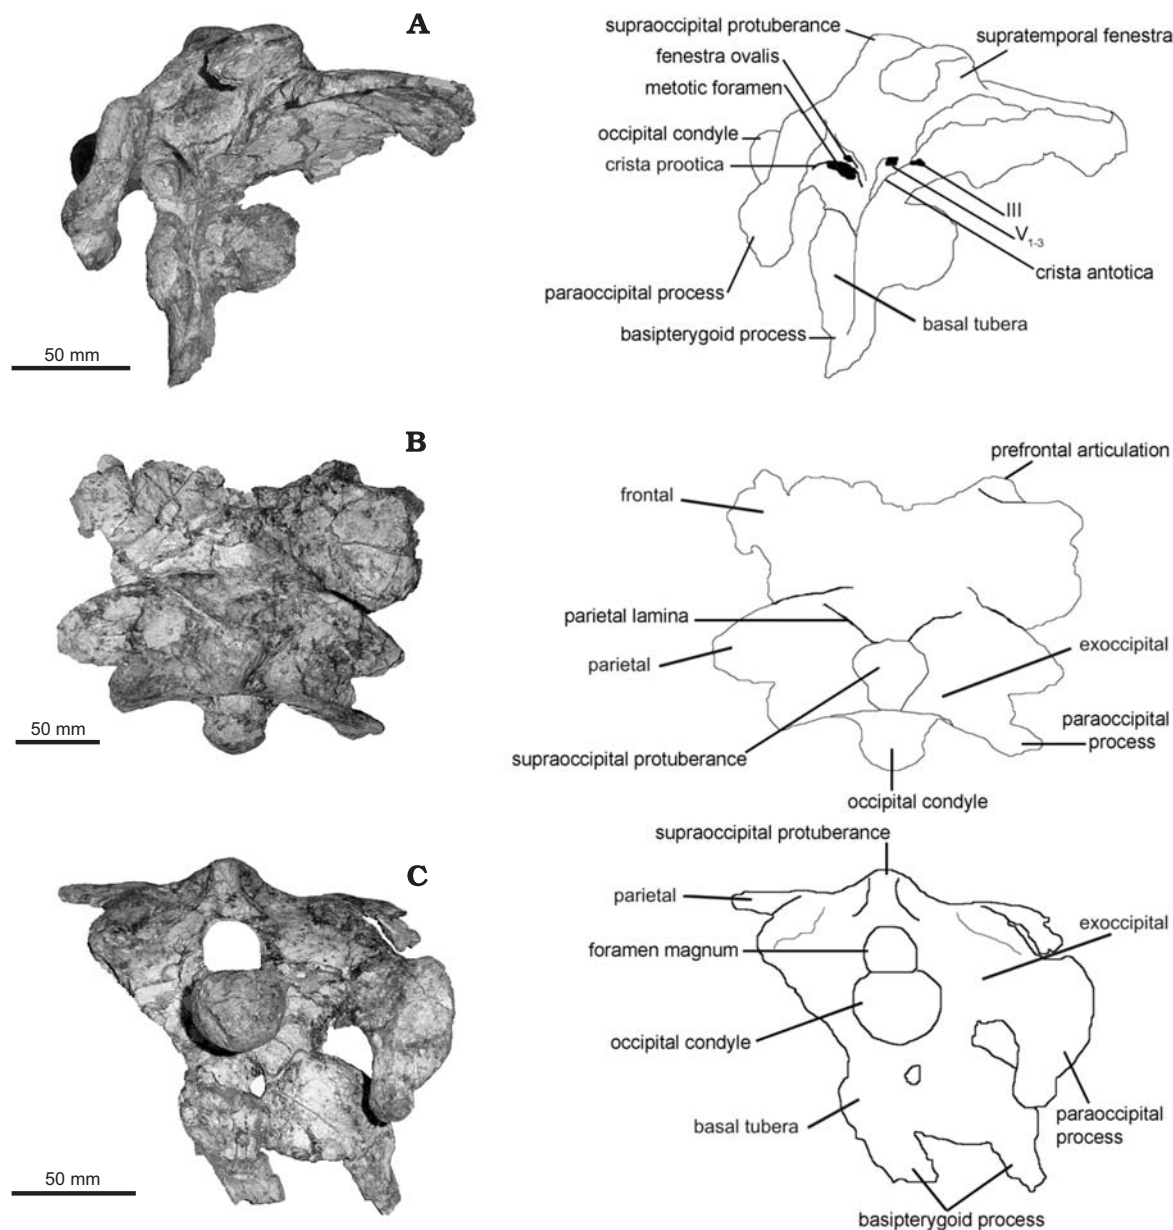 A
supraoccipital protuberance
supratemporal fenestra
fenestra ovalis
metotic foramen
occipital condyle
crista prootica
III
V1-3
crista antotica
paraoccipital process
basal tubera
basipterygoid process
50 mm
B
prefrontal articulation
frontal
parietal lamina
exoccipital
parietal
paraoccipital
process
supraoccipital protuberance
50 mm
occipital condyle
C
supraoccipital protuberance
parietal
exoccipital
foramen magnum
occipital condyle
basal tubera
paraoccipital
process
50 mm
basipterygoid process